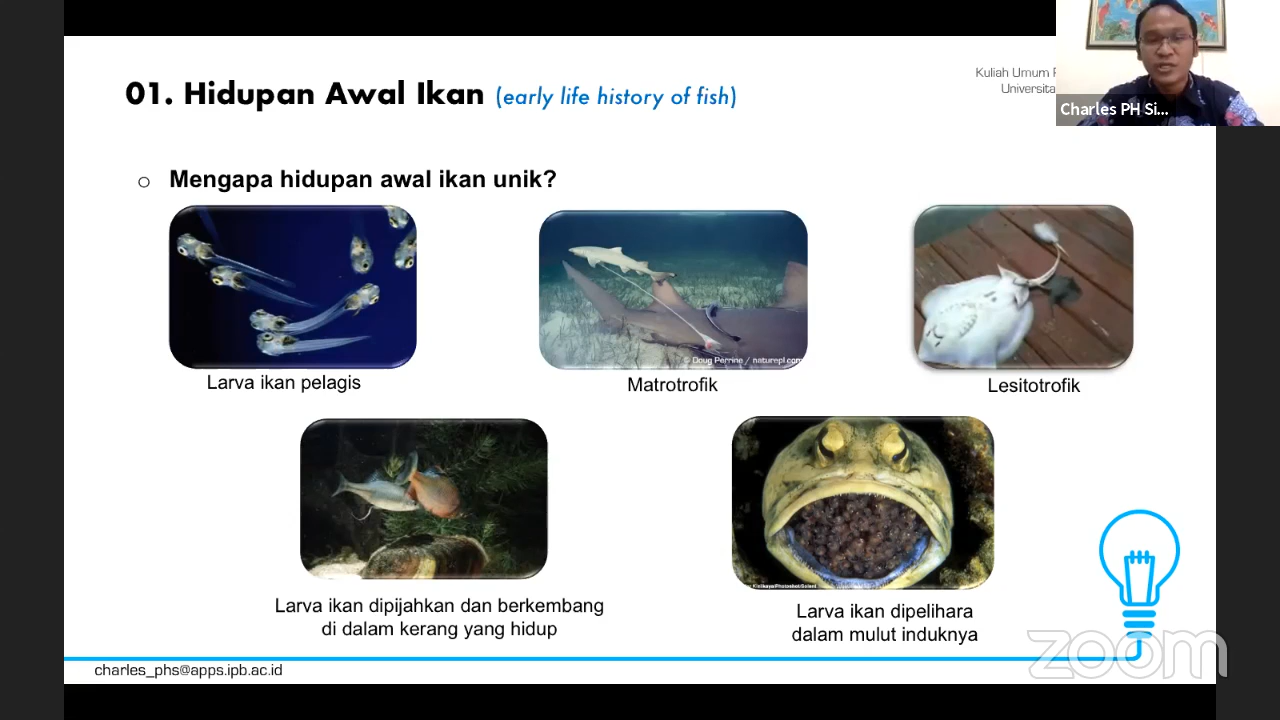 01. Hidupan Awal Ikan (early life history of fish)
Kuliah Umum
Charles PH Si...
Mengapa hidupan awal ikan unik?
© Doug Perrine / naturepl.com
Larva ikan pelagis
Matrotrofik
Lesitotrofik
Larva ikan dipijahkan dan berkembang
di dalam kerang yang hidup
Larva ikan dipelihara
dalam mulut induknya
zoom
charles_phs@apps.ipb.ac.id